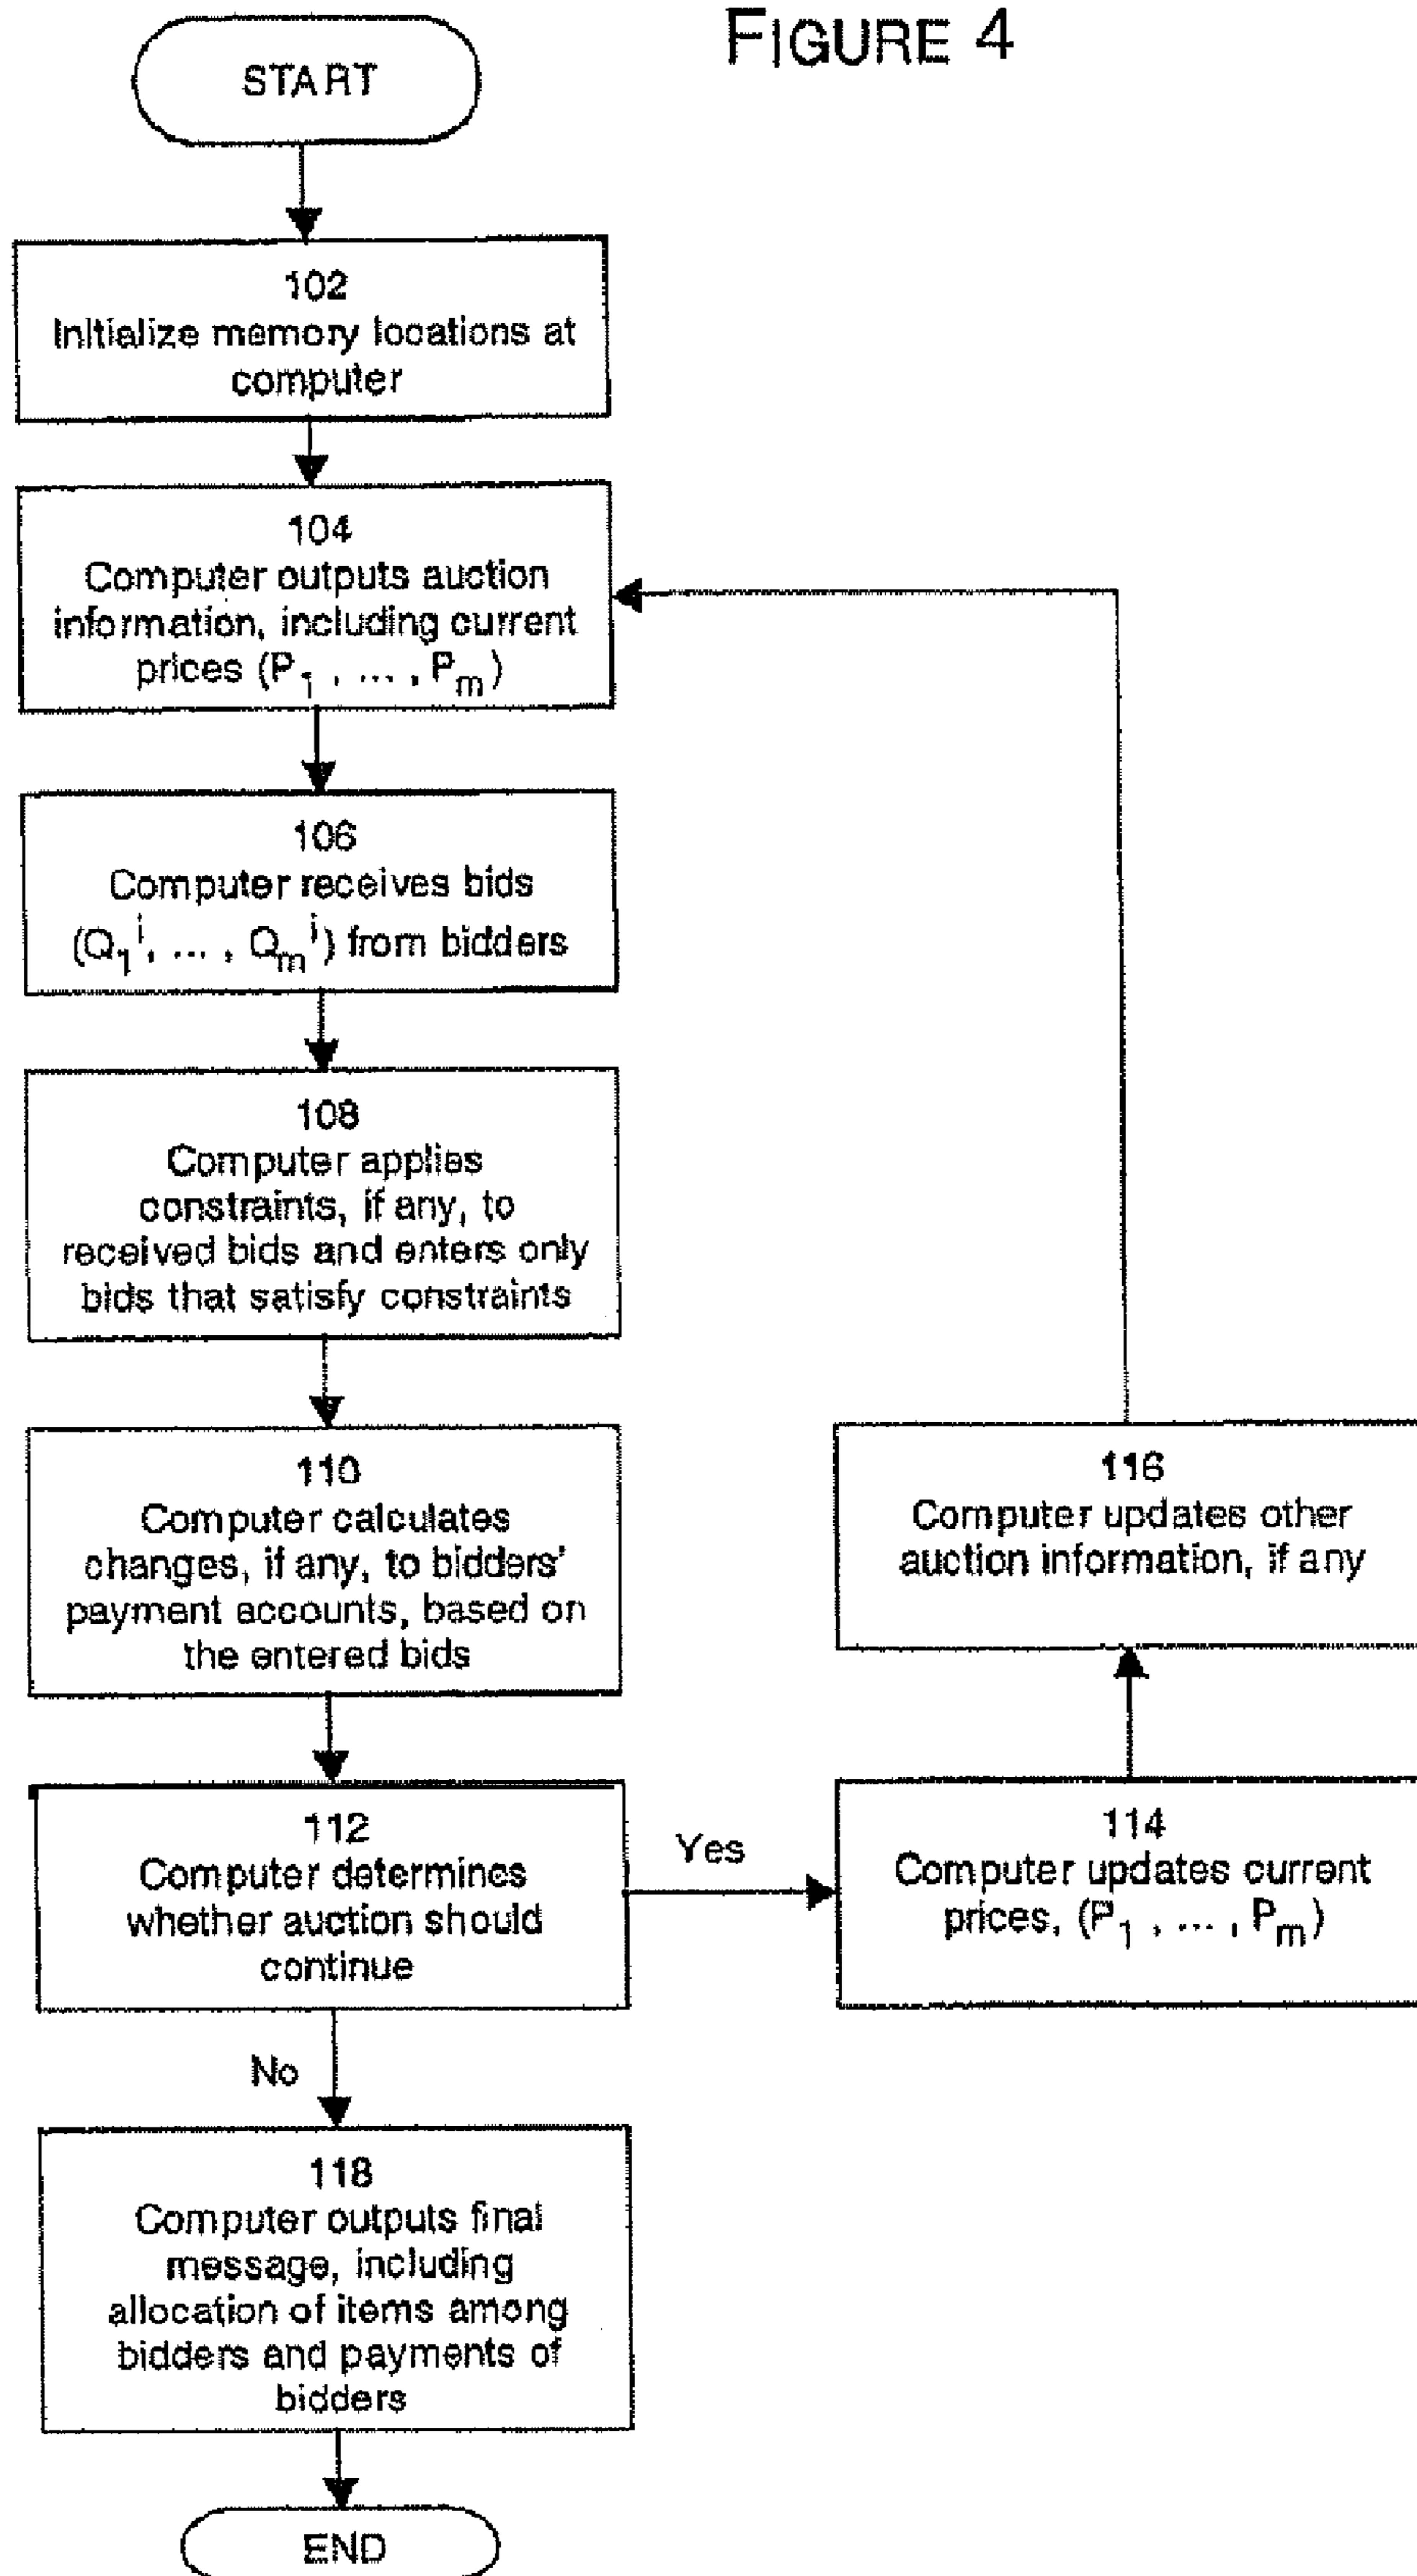 FIGURE 4
START
102
Initialize memory locations at
computer
104
Computer outputs auction
information, including current
prices (P₁ , ... , Pₘ)
106
Computer receives bids
(Q₁ⁱ, ... , Qₘⁱ) from bidders
108
Computer applies
constraints, if any, to
received bids and enters only
bids that satisfy constraints
110
Computer calculates
changes, if any, to bidders'
payment accounts, based on
the entered bids
112
Computer determines
whether auction should
continue
Yes
No
114
Computer updates current
prices, (P₁ , ... , Pₘ)
116
Computer updates other
auction information, if any
118
Computer outputs final
message, including
allocation of items among
bidders and payments of
bidders
END